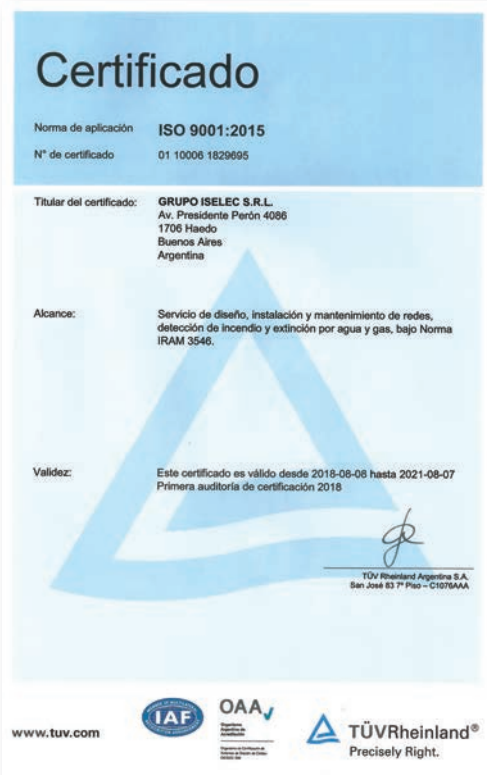 Certificado
Norma de aplicación ISO 9001:2015
N° de certificado 01 10006 1829695
Titular del certificado: GRUPO ISELEC S.R.L.
Av. Presidente Perón 4086
1706 Haedo
Buenos Aires
Argentina
Alcance: Servicio de diseño, instalación y mantenimiento de redes,
detección de incendio y extinción por agua y gas, bajo Norma
IRAM 3546.
Validez: Este certificado es válido desde 2018-08-08 hasta 2021-08-07
Primera auditoría de certificación 2018
TÜV Rheinland Argentina S.A.
San José 83 7° Piso – C1076AAA
www.tuv.com
IAF
OAA
Organismo
Argentino de
Acreditación
TÜVRheinland®
Precisely Right.